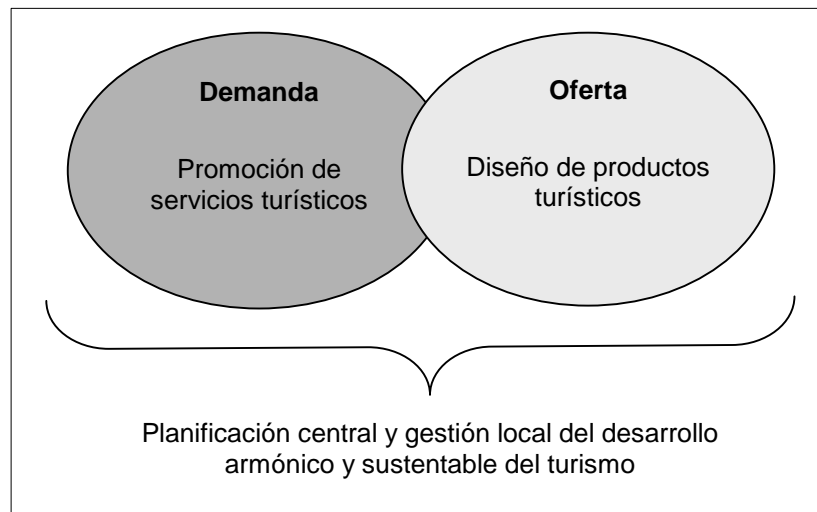 Demanda
Promoción de
servicios turísticos
Oferta
Diseño de productos
turísticos
Planificación central y gestión local del desarrollo
armónico y sustentable del turismo